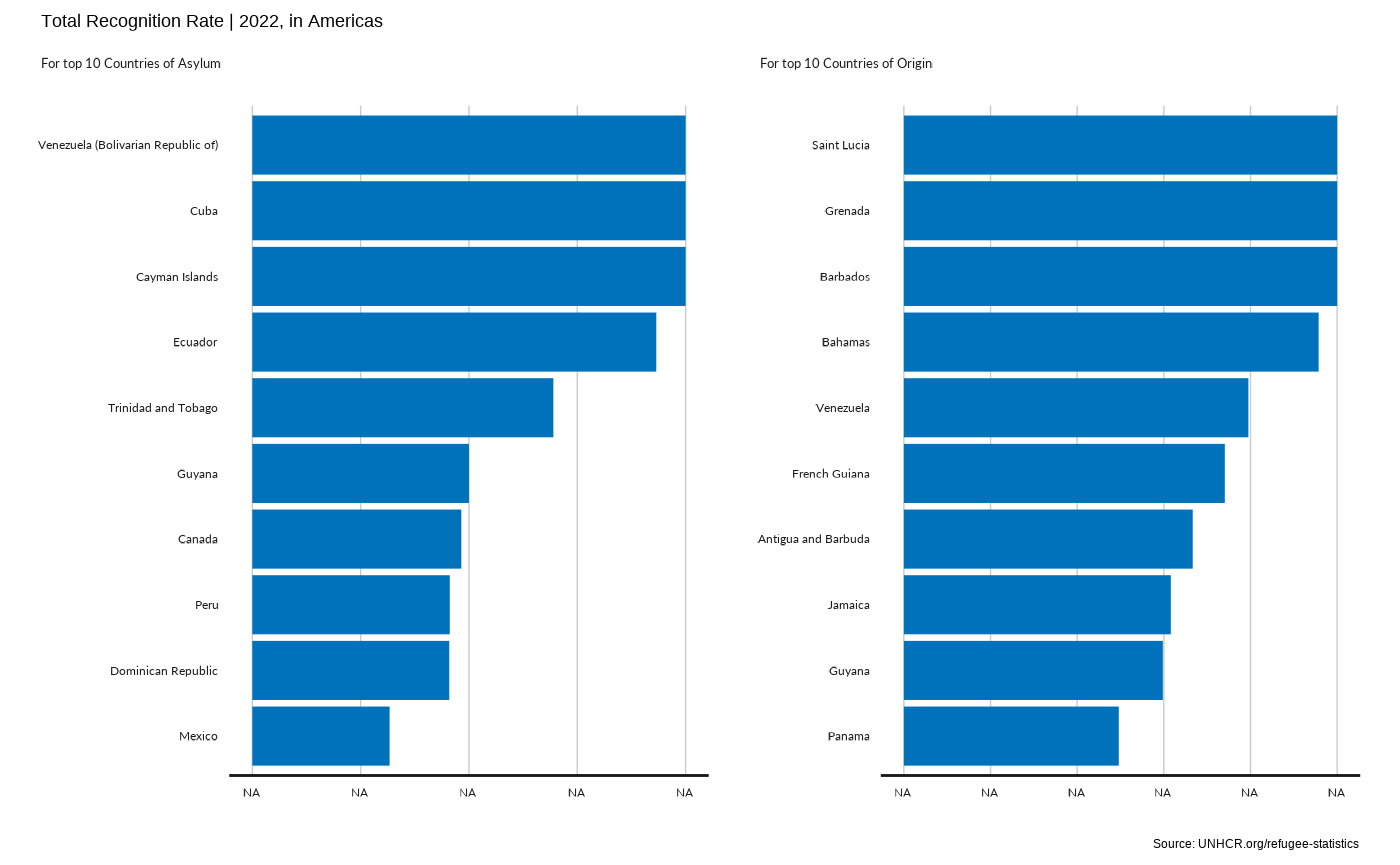 Total Recognition Rate | 2022, in Americas
For top 10 Countries of Asylum
Venezuela (Bolivarian Republic of)
Cuba
Cayman Islands
Ecuador
Trinidad and Tobago
Guyana
Canada
Peru
Dominican Republic
Mexico
NA NA NA NA NA
For top 10 Countries of Origin
Saint Lucia
Grenada
Barbados
Bahamas
Venezuela
French Guiana
Antigua and Barbuda
Jamaica
Guyana
Panama
NA NA NA NA NA NA
Source: UNHCR.org/refugee-statistics